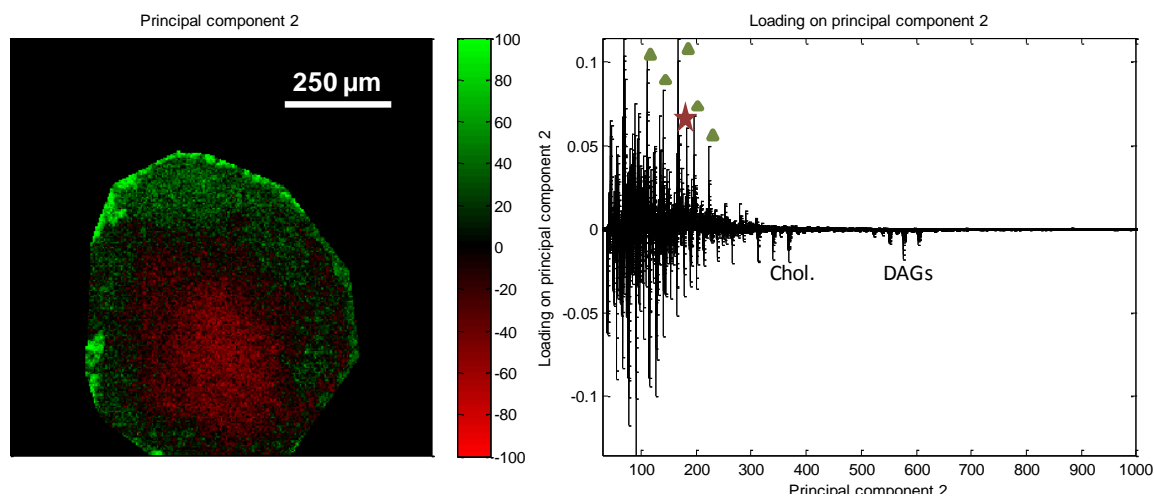 Principal component 2
250 µm
100
80
60
40
20
0
-20
-40
-60
-80
-100
Loading on principal component 2
Loading on principal component 2
0.1
0.05
0
-0.05
-0.1
Chol.
DAGs
100 200 300 400 500 600 700 800 900 1000
Principal component 2